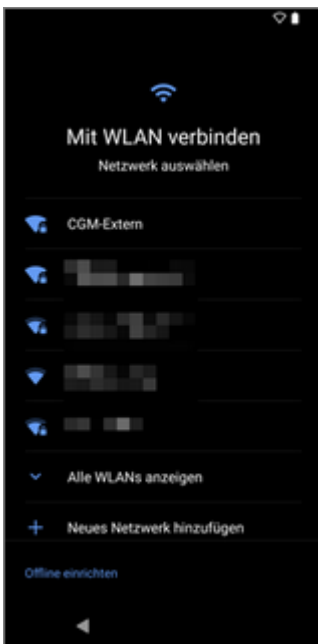 Mit WLAN verbinden
Netzwerk auswählen
CGM-Extern
Alle WLANs anzeigen
Neues Netzwerk hinzufügen
Offline einrichten